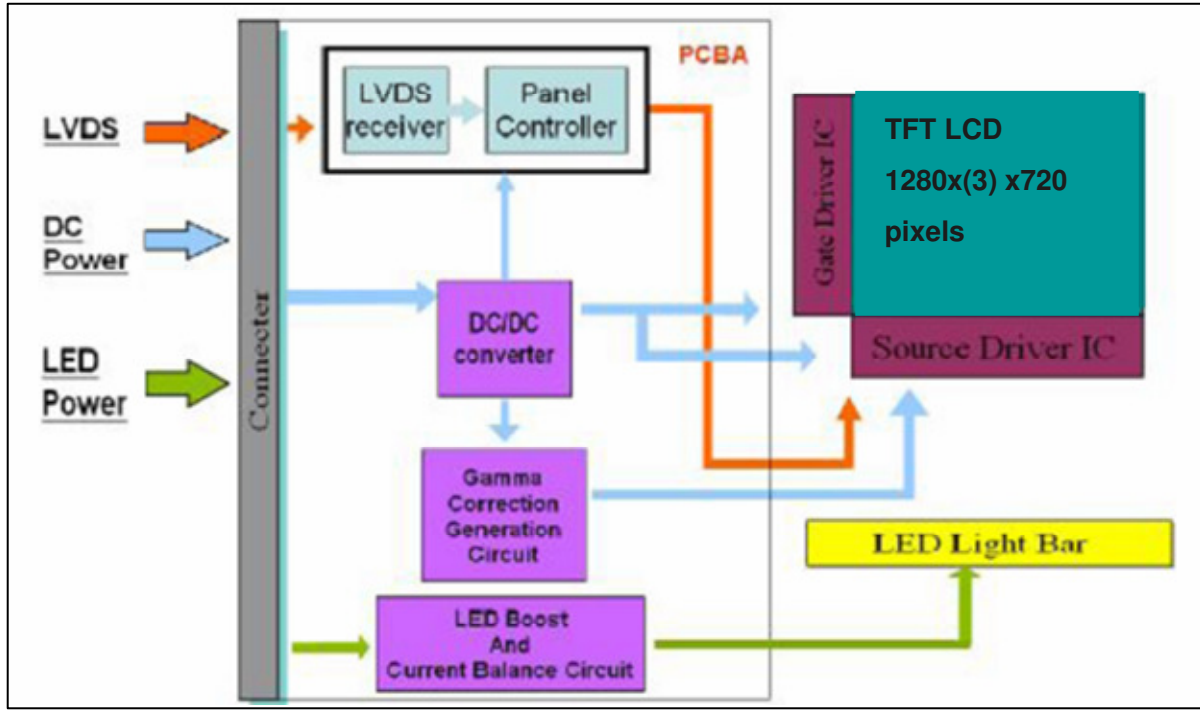 PCBA
LVDS
DC
Power
LED
Power
Connecter
LVDS
receiver
Panel
Controller
DC/DC
converter
Gamma
Correction
Generation
Circuit
LED Boost
And
Current Balance Circuit
Gate Driver IC
TFT LCD
1280x(3) x720
pixels
Source Driver IC
LED Light Bar